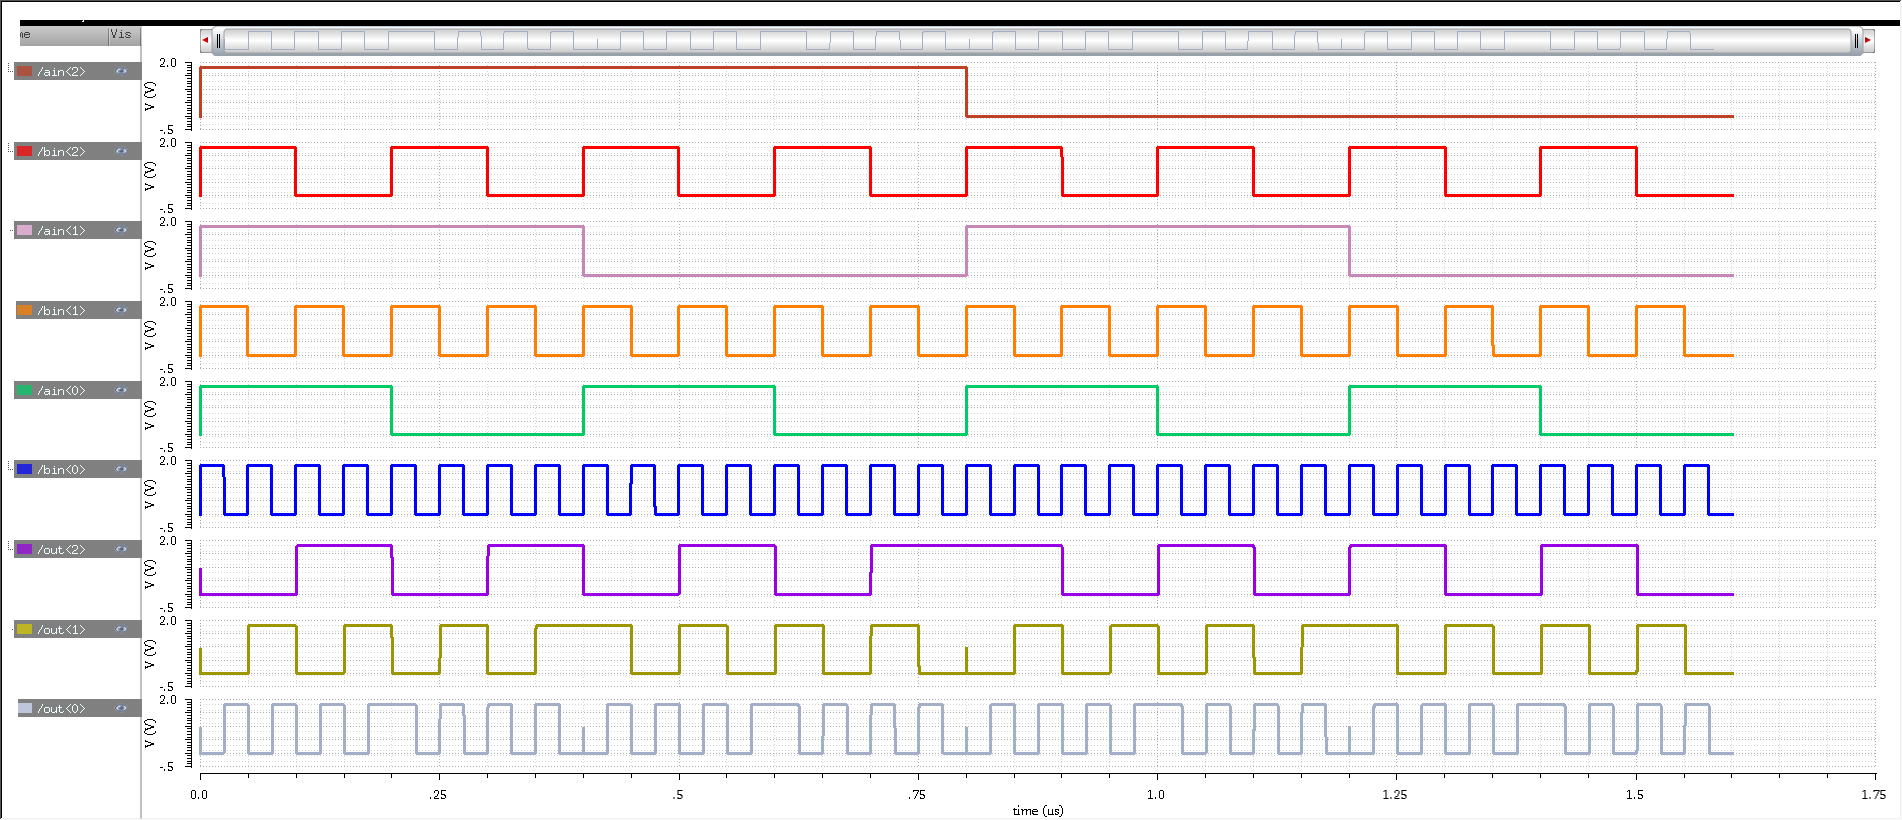 Vis
/ain<2>
2.0
V (V)
-.5
/bin<2>
2.0
V (V)
-.5
/ain<1>
2.0
V (V)
-.5
/bin<1>
2.0
V (V)
-.5
/ain<0>
2.0
V (V)
-.5
/bin<0>
2.0
V (V)
-.5
/out<2>
2.0
V (V)
-.5
/out<1>
2.0
V (V)
-.5
/out<0>
2.0
V (V)
-.5
0.0 .25 .5 .75 1.0 1.25 1.5 1.75
time (us)